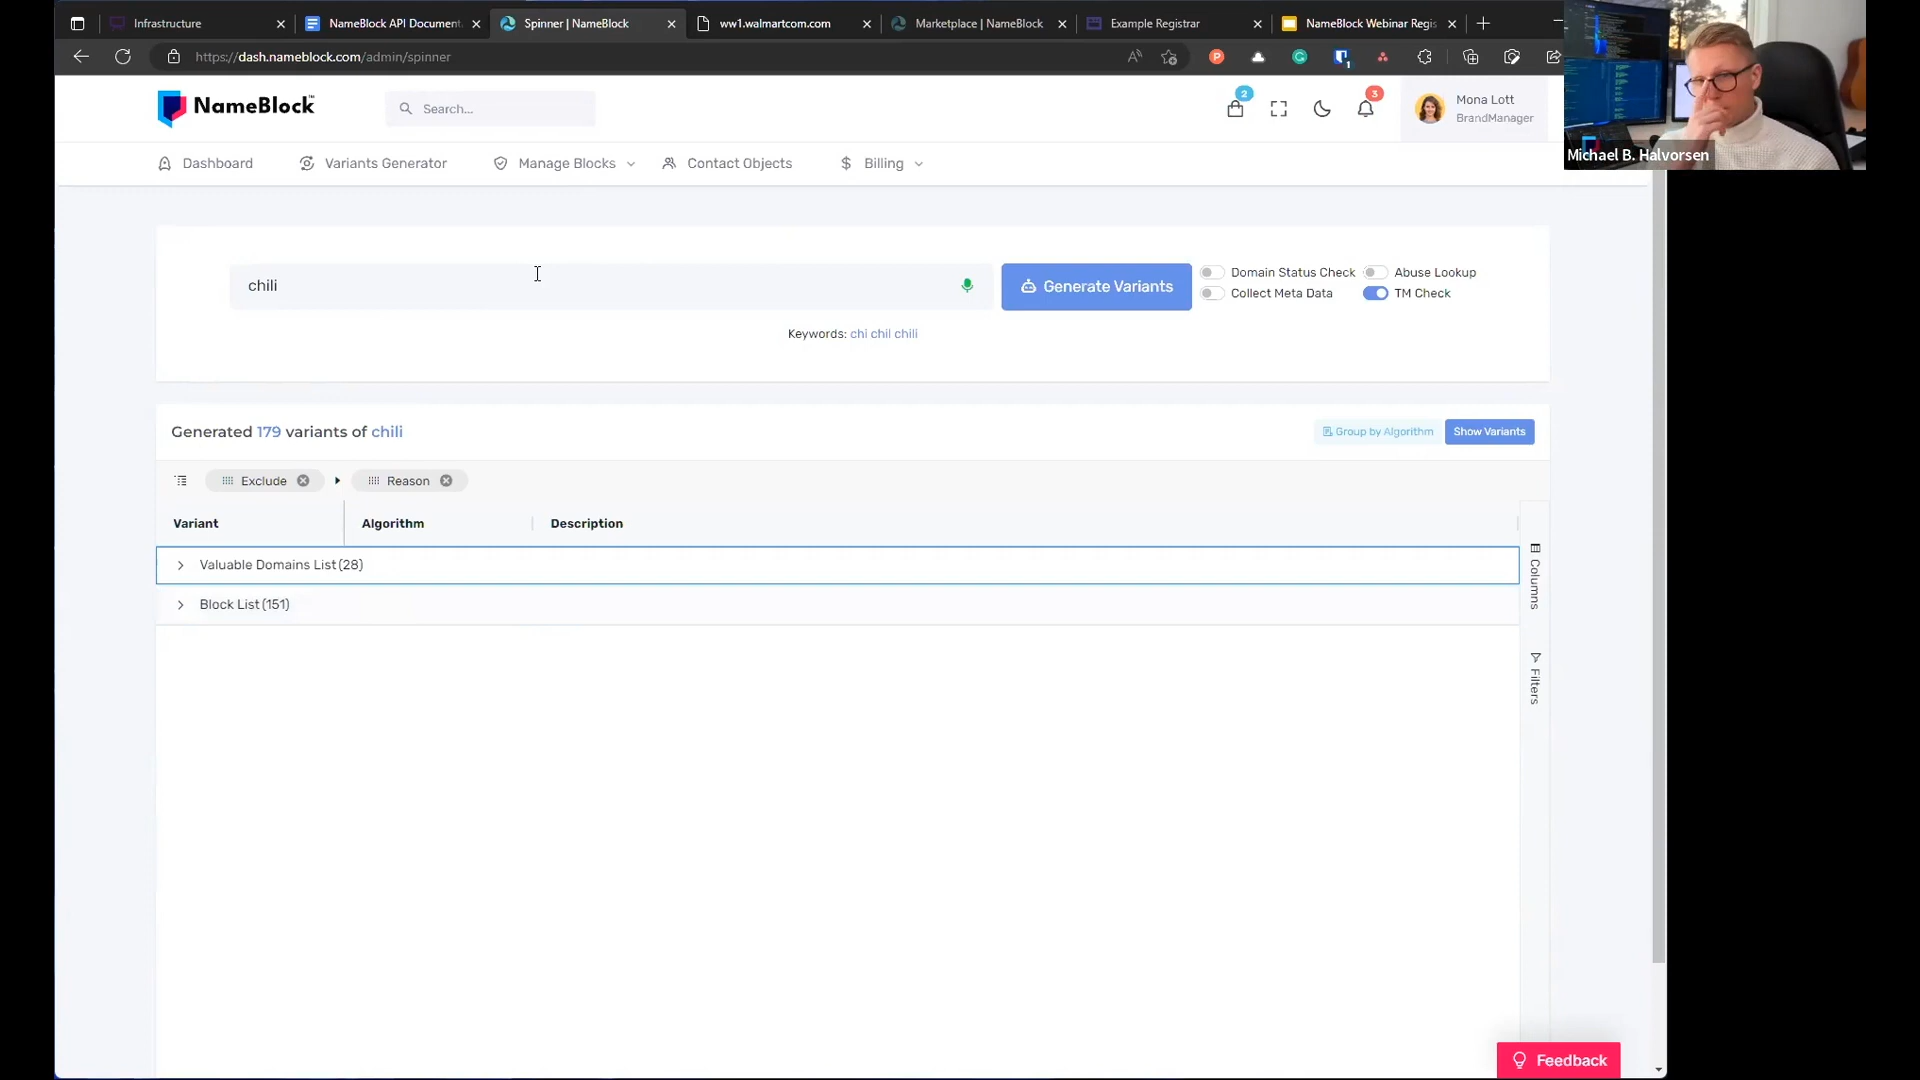 Infrastructure
NameBlock API Document
Spinner | NameBlock
ww1.walmartcom.com
Marketplace | NameBlock
Example Registrar
NameBlock Webinar Regis
https://dash.nameblock.com/admin/spinner
NameBlock™
Search...
2
3
Mona Lott
BrandManager
Michael B. Halvorsen
Dashboard
Variants Generator
Manage Blocks
Contact Objects
$ Billing
chili
Generate Variants
Domain Status Check
Abuse Lookup
Collect Meta Data
TM Check
Keywords: chi chil chili
Generated 179 variants of chili
Group by Algorithm
Show Variants
Exclude
Reason
Variant
Algorithm
Description
Valuable Domains List (28)
Block List (151)
Columns
Filters
Feedback